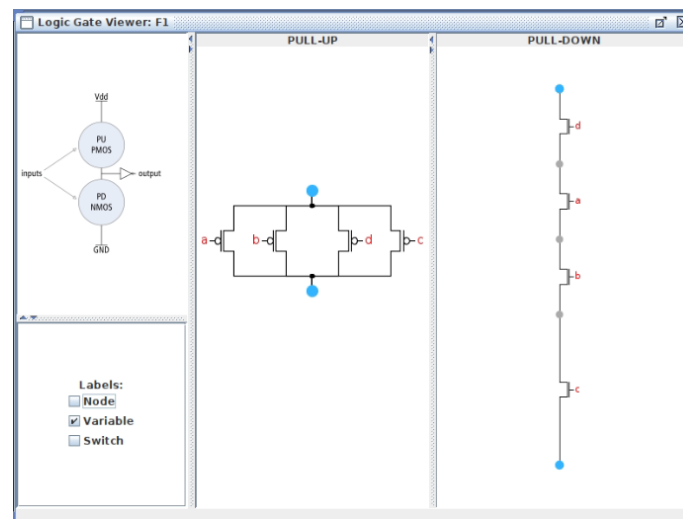 Logic Gate Viewer: F1
Vdd
PU
PMOS
inputs
output
PD
NMOS
GND
Labels:
Node
Variable
Switch
PULL-UP
a
b
d
c
PULL-DOWN
d
a
b
c